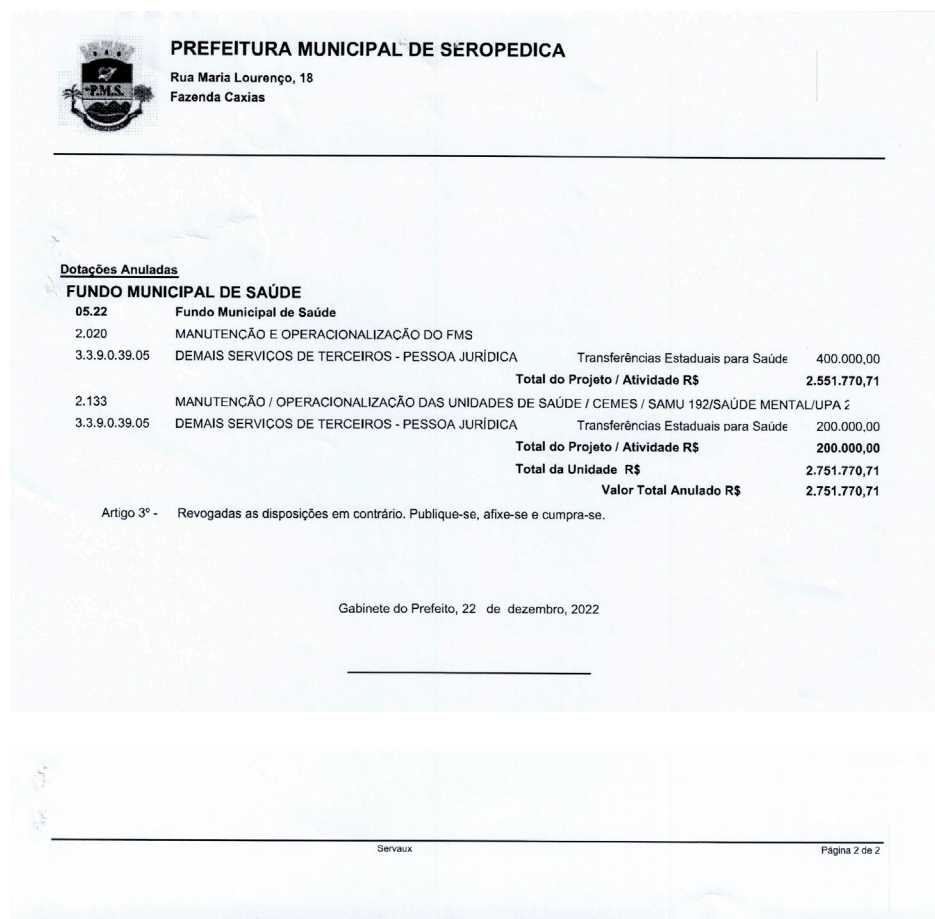 PREFEITURA MUNICIPAL DE SEROPEDICA
Rua Maria Lourenço, 18
Fazenda Caxias
P.M.S.
Dotações Anuladas
FUNDO MUNICIPAL DE SAÚDE
05.22 Fundo Municipal de Saúde
2.020 MANUTENÇÃO E OPERACIONALIZAÇÃO DO FMS
3.3.9.0.39.05 DEMAIS SERVIÇOS DE TERCEIROS - PESSOA JURÍDICA Transferências Estaduais para Saúde 400.000,00
Total do Projeto / Atividade R$ 2.551.770,71
2.133 MANUTENÇÃO / OPERACIONALIZAÇÃO DAS UNIDADES DE SAÚDE / CEMES / SAMU 192/SAÚDE MENTAL/UPA 2
3.3.9.0.39.05 DEMAIS SERVIÇOS DE TERCEIROS - PESSOA JURÍDICA Transferências Estaduais para Saúde 200.000,00
Total do Projeto / Atividade R$ 200.000,00
Total da Unidade R$ 2.751.770,71
Valor Total Anulado R$ 2.751.770,71
Artigo 3º - Revogadas as disposições em contrário. Publique-se, afixe-se e cumpra-se.
Gabinete do Prefeito, 22 de dezembro, 2022
Servaux Página 2 de 2